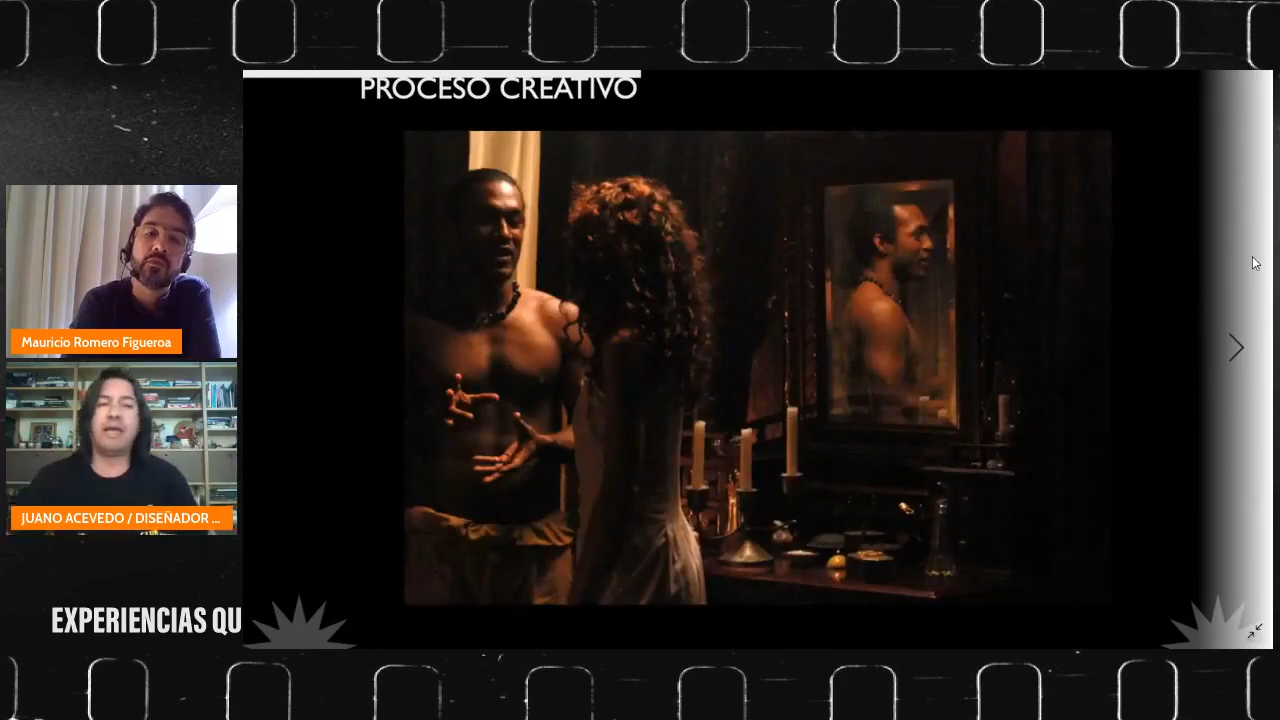 PROCESO CREATIVO
Mauricio Romero Figueroa
JUANO ACEVEDO / DISEÑADOR ...
EXPERIENCIAS QU